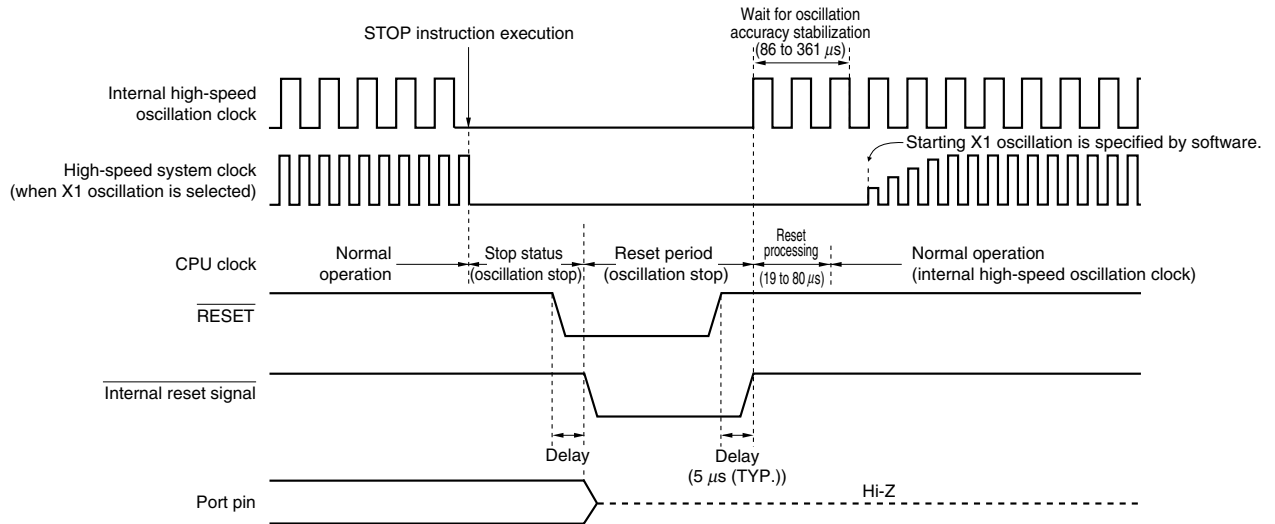 STOP instruction execution
Wait for oscillation
accuracy stabilization
(86 to 361 μs)
Internal high-speed
oscillation clock
Starting X1 oscillation is specified by software.
High-speed system clock
(when X1 oscillation is selected)
CPU clock
Normal
operation
Stop status
(oscillation stop)
Reset period
(oscillation stop)
Reset
processing
(19 to 80 μs)
Normal operation
(internal high-speed oscillation clock)
RESET
Internal reset signal
Delay
Delay
(5 μs (TYP.))
Port pin
Hi-Z